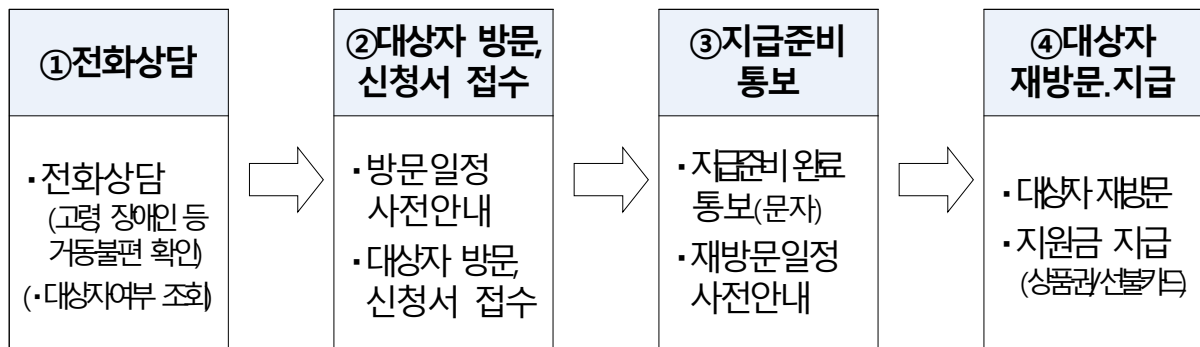 ①전화상담
・전화상담
(고령, 장애인 등
거동불편 확인)
(・대상자여부 조회)
②대상자 방문,
신청서 접수
・방문일정
사전안내
・대상자 방문,
신청서 접수
③지급준비
통보
・지급준비 완료
통보(문자)
・재방문일정
사전안내
④대상자
재방문.지급
・대상자 재방문
・지원금 지급
(상품권/선불카드)